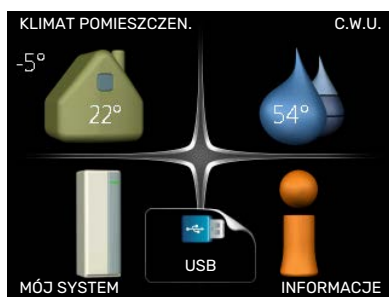 KLIMAT POMIESZCZEN.
C.W.U.
-5°
22°
54°
USB
MÓJ SYSTEM
INFORMACJE